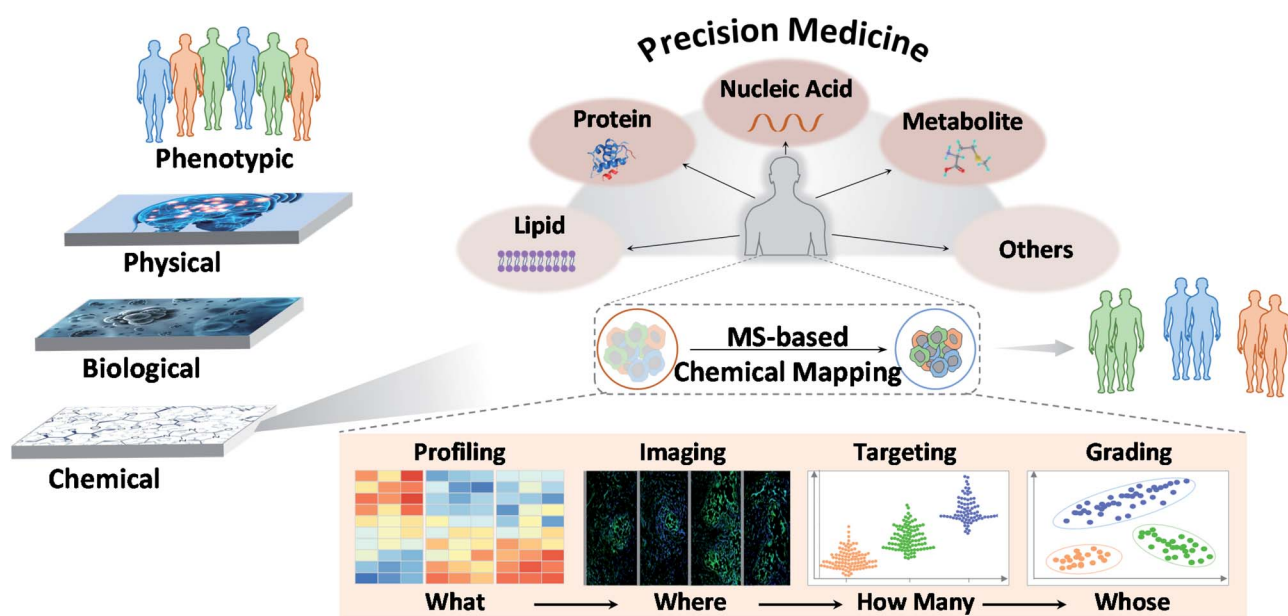 Precision Medicine
Phenotypic
Physical
Biological
Chemical
Nucleic Acid
Protein
Metabolite
Lipid
Others
MS-based
Chemical Mapping
Profiling
Imaging
Targeting
Grading
What
Where
How Many
Whose